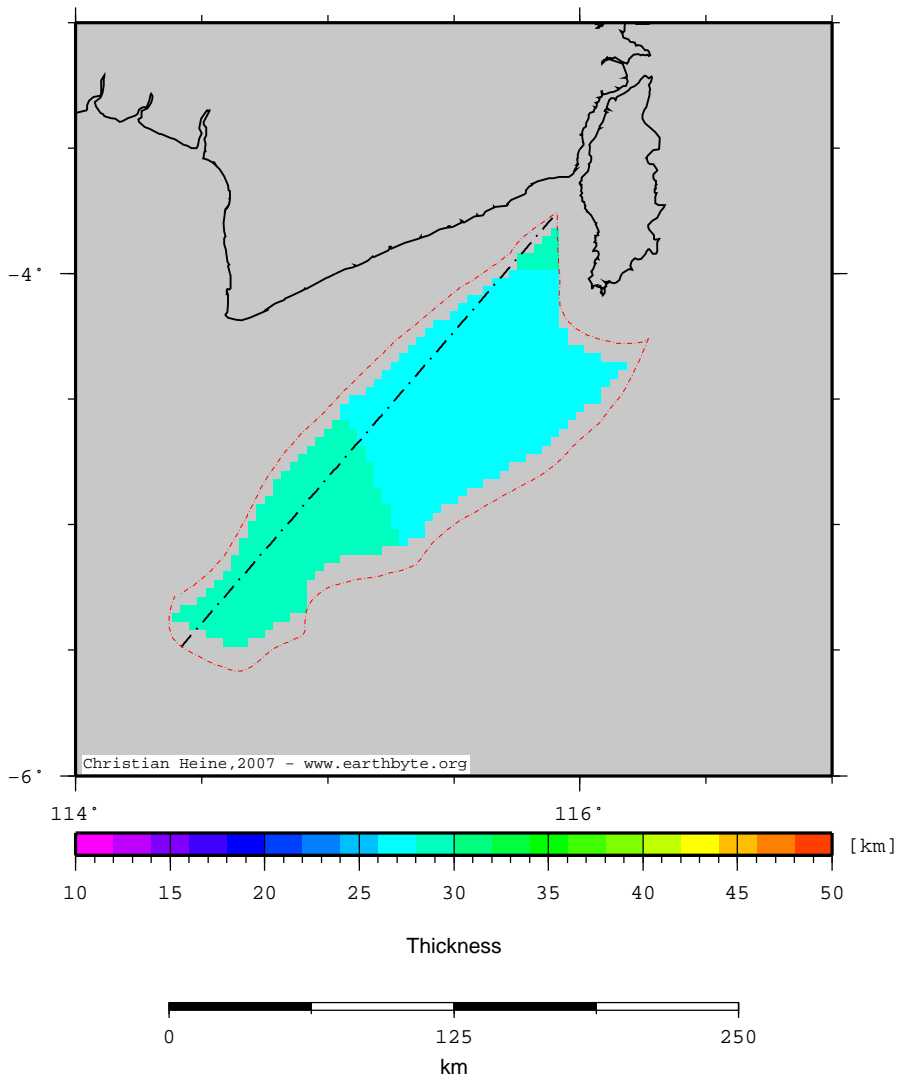 −4°
−6°
Christian Heine,2007 − www.earthbyte.org
114° 116°
[km]
10 15 20 25 30 35 40 45 50
Thickness
0 125 250
km